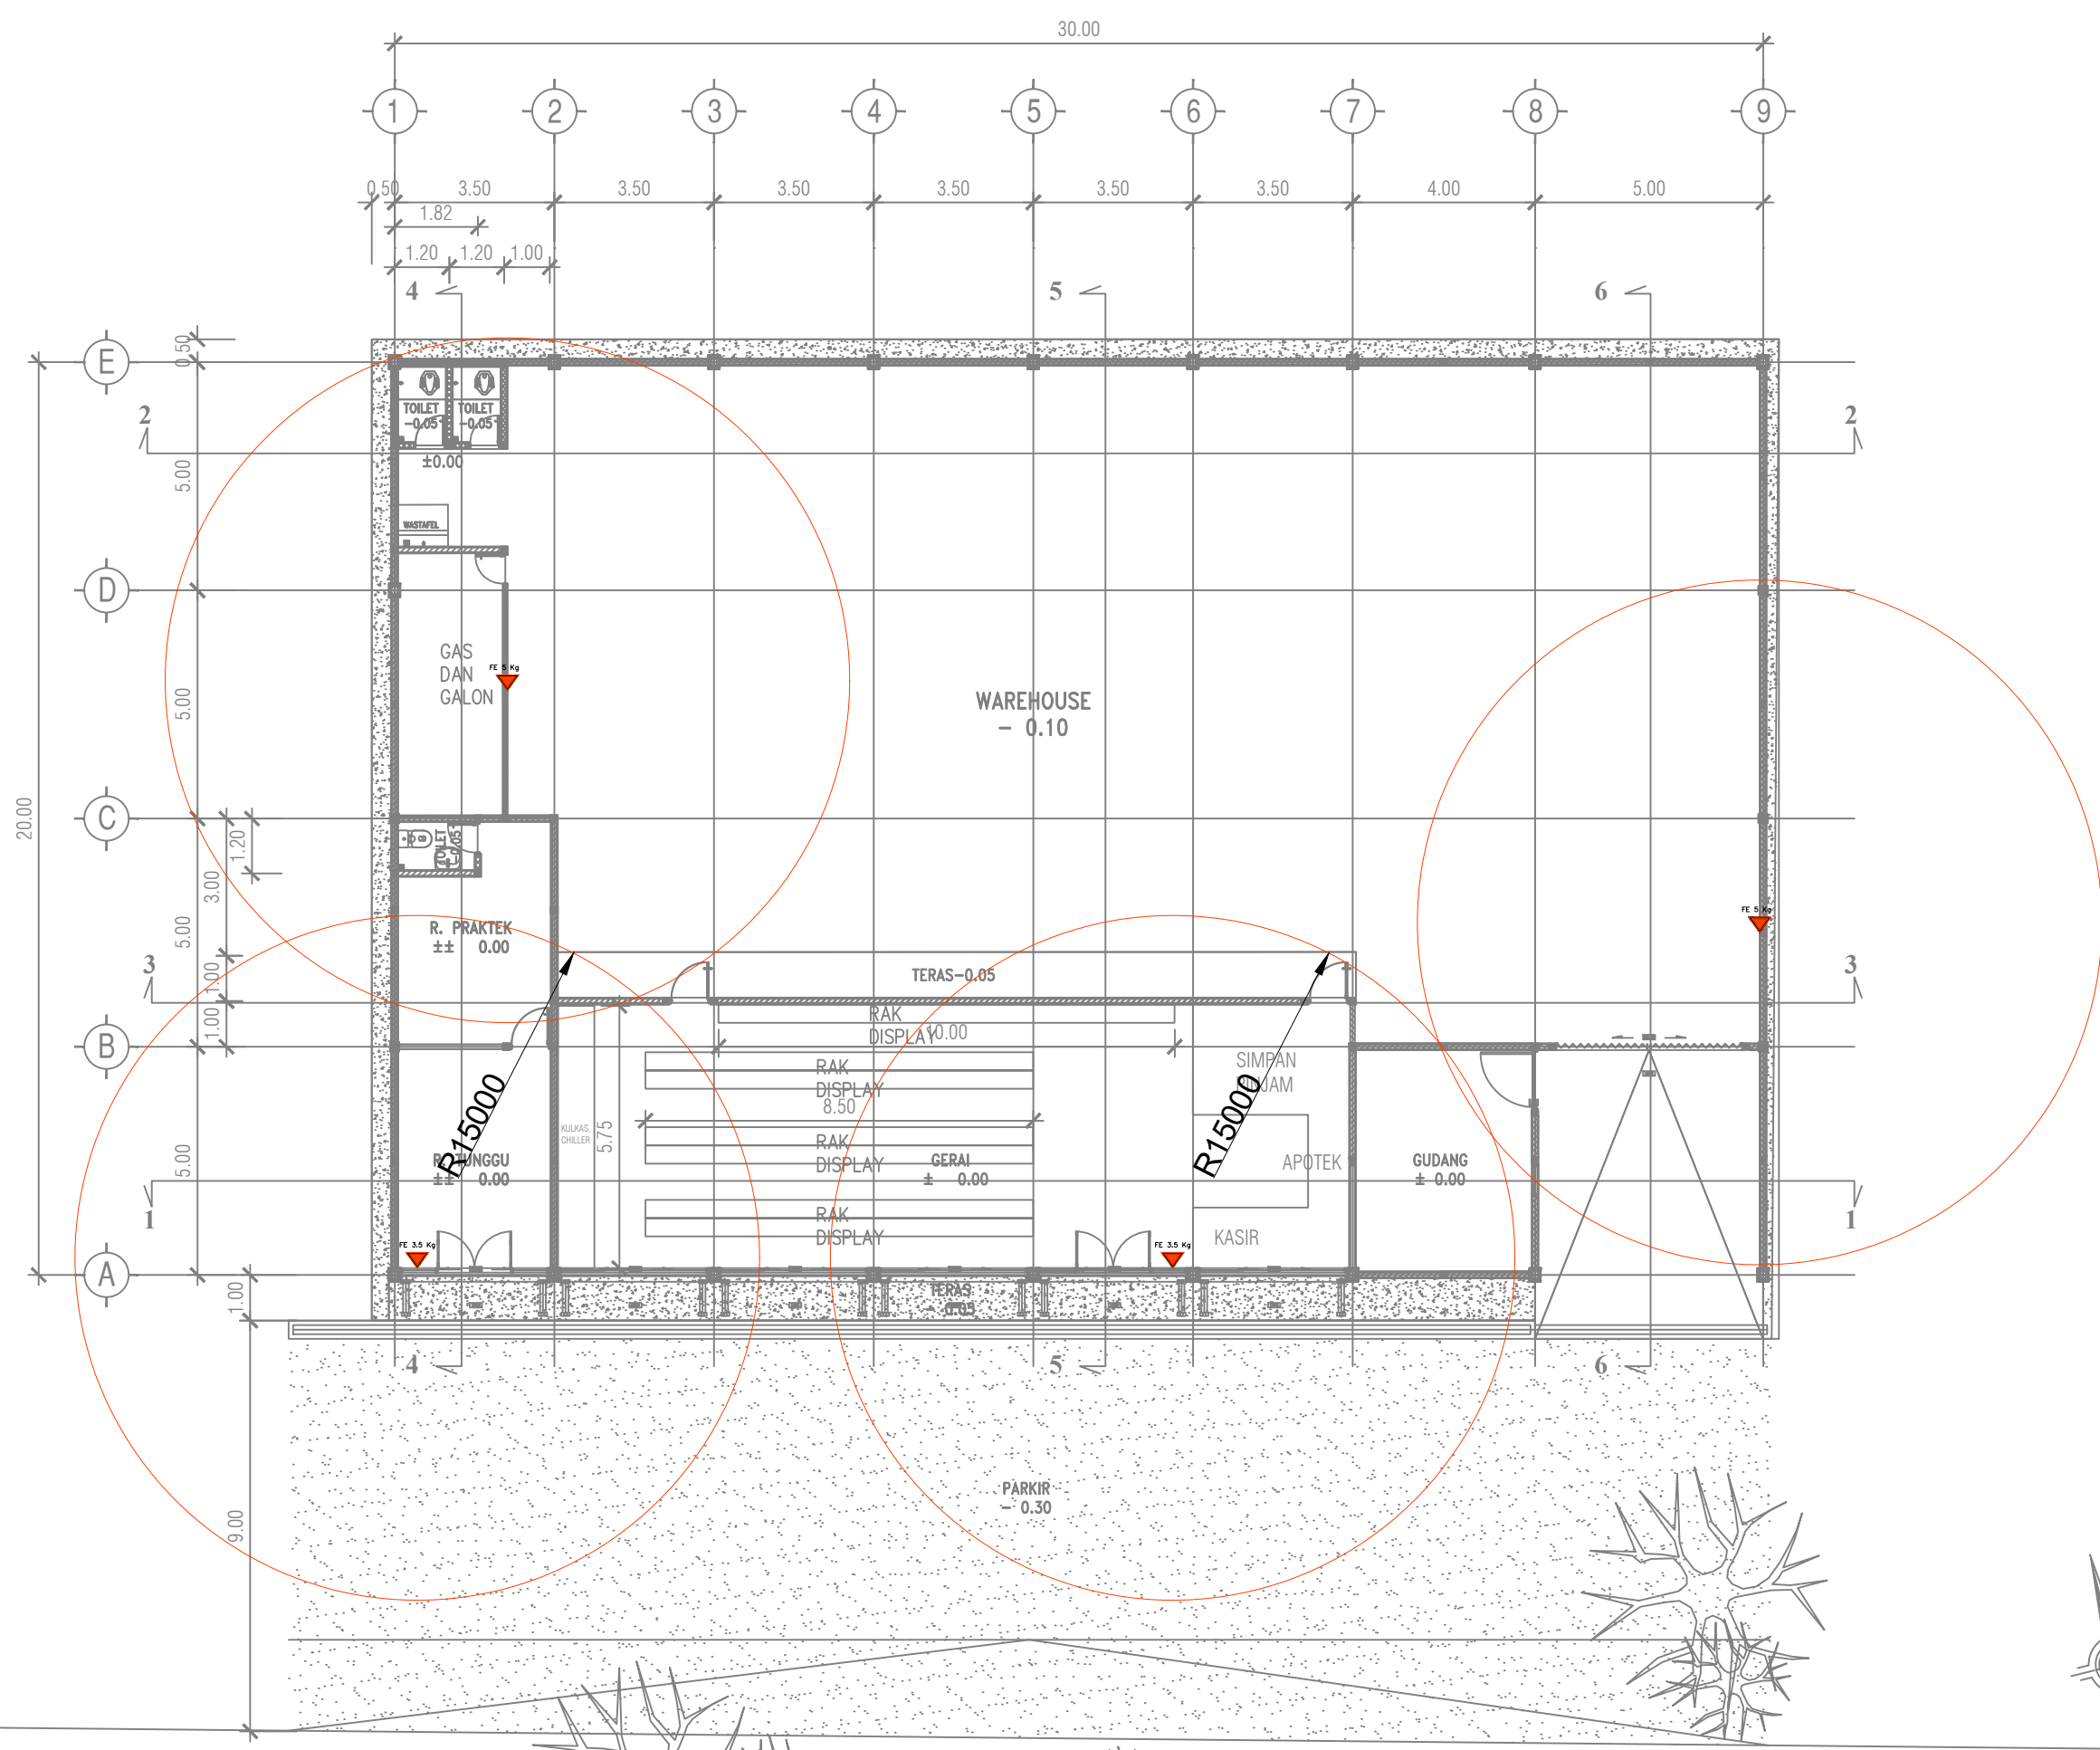 30.00
1 2 3 4 5 6 7 8 9
0.50 3.50 3.50 3.50 3.50 3.50 3.50 4.00 5.00
1.82
1.20 1.20 1.00
4 5 6
E
0.50
TOILET TOILET
-0.05 -0.05
2 2
±0.00
5.00
WASTAFEL
D
GAS
DAN
GALON
FE 5 Kg
5.00
WAREHOUSE
- 0.10
20.00
C
1.20
TOILET
-0.05
3.00
FE 5 Kg
R. PRAKTEK
±± 0.00
5.00
3 3
TERAS-0.05
1.00
1.00
B
RAK
DISPLAY
10.00
RAK
DISPLAY
8.50
SIMPAN
PINJAM
R15000 R15000
KULKAS,
CHILLER
5.75
RAK
DISPLAY
R. TUNGGU
±± 0.00
GERAI
± 0.00
APOTEK
GUDANG
± 0.00
5.00
1 1
RAK
DISPLAY
KASIR
FE 3.5 Kg FE 3.5 Kg
A
1.00
TERAS
- 0.05
4 5 6
PARKIR
- 0.30
9.00